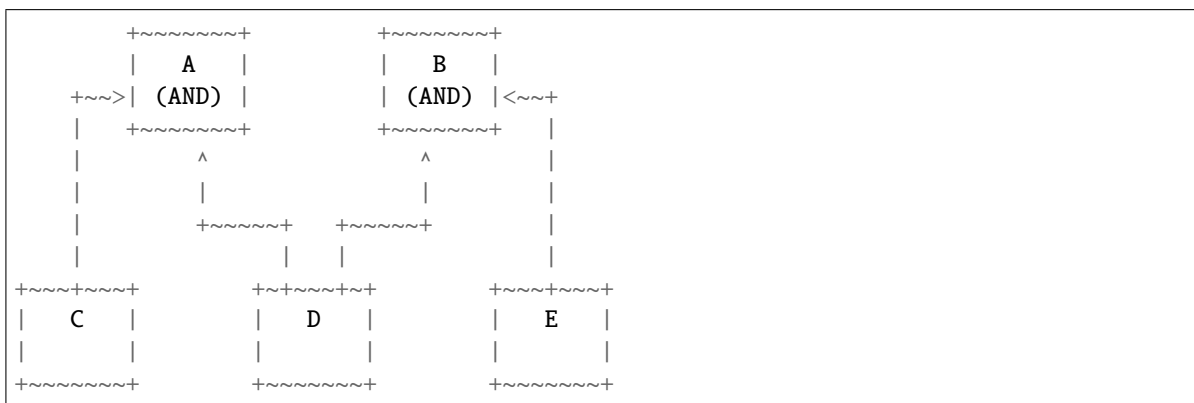 +~~~~~~~+         +~~~~~~~+
|   A   |         |   B   |
+~~>| (AND) |         | (AND) |<~~+
|   +~~~~~~~+         +~~~~~~~+   |
|        ^               ^        |
|        |               |        |
|        +~~~~~+   +~~~~~+        |
|              |   |              |
+~~~+~~~+        +~+~~~+~+        +~~~+~~~+
|   C   |        |   D   |        |   E   |
|       |        |       |        |       |
+~~~~~~~+        +~~~~~~~+        +~~~~~~~+